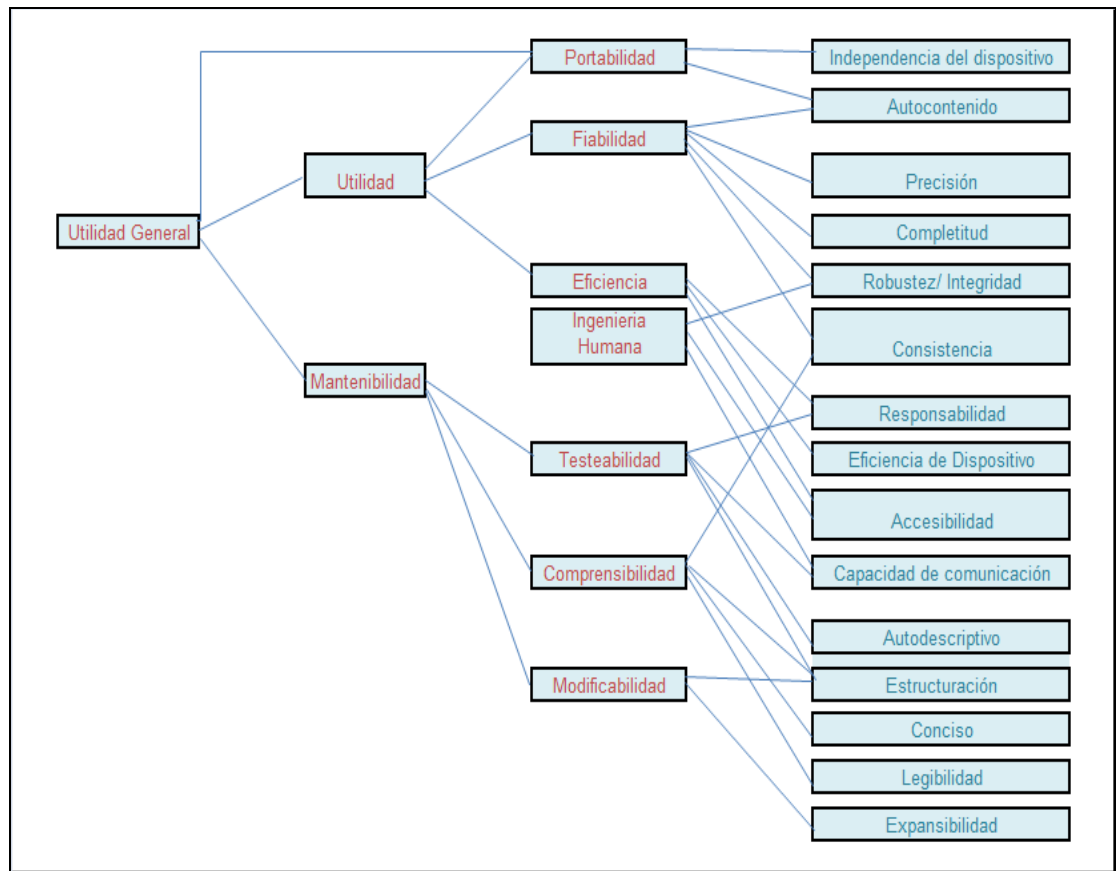 Utilidad General
Utilidad
Mantenibilidad
Portabilidad
Fiabilidad
Eficiencia
Ingenieria
Humana
Testeabilidad
Comprensibilidad
Modificabilidad
Independencia del dispositivo
Autocontenido
Precisión
Completitud
Robustez/ Integridad
Consistencia
Responsabilidad
Eficiencia de Dispositivo
Accesibilidad
Capacidad de comunicación
Autodescriptivo
Estructuración
Conciso
Legibilidad
Expansibilidad